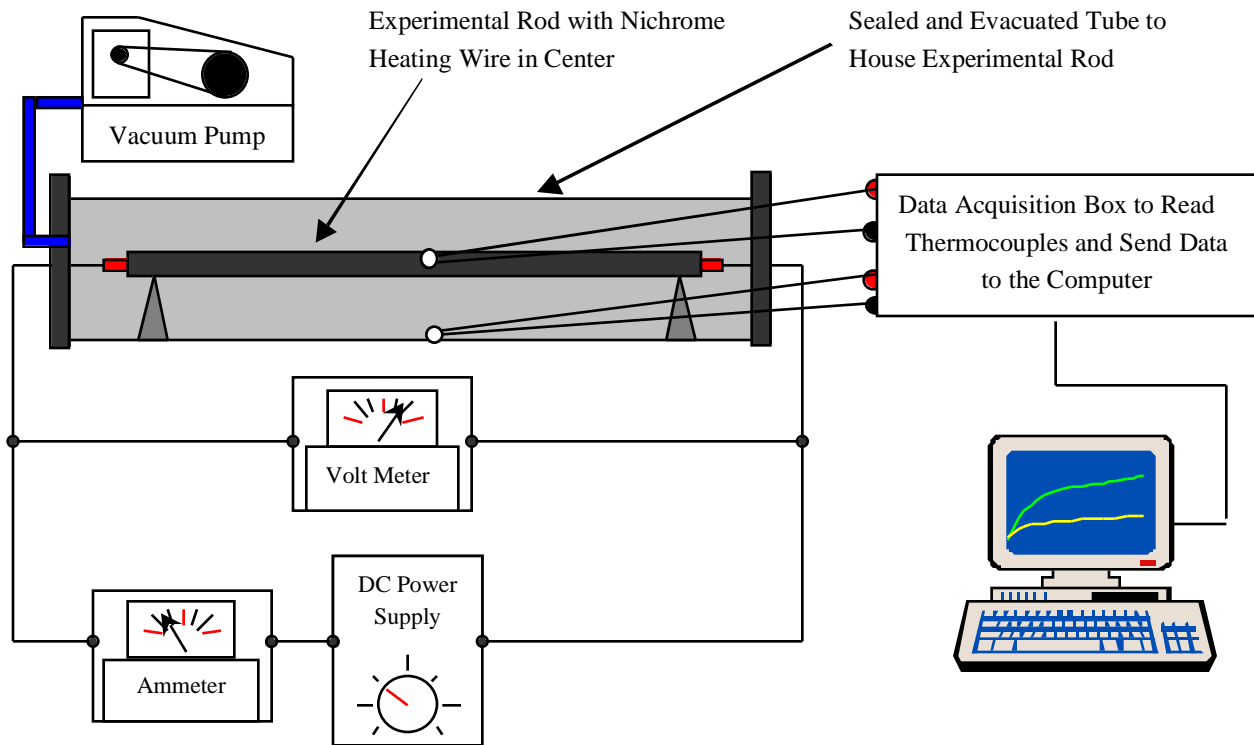 Experimental Rod with Nichrome
Heating Wire in Center
Sealed and Evacuated Tube to
House Experimental Rod
Vacuum Pump
Data Acquisition Box to Read
Thermocouples and Send Data
to the Computer
Volt Meter
DC Power
Supply
Ammeter